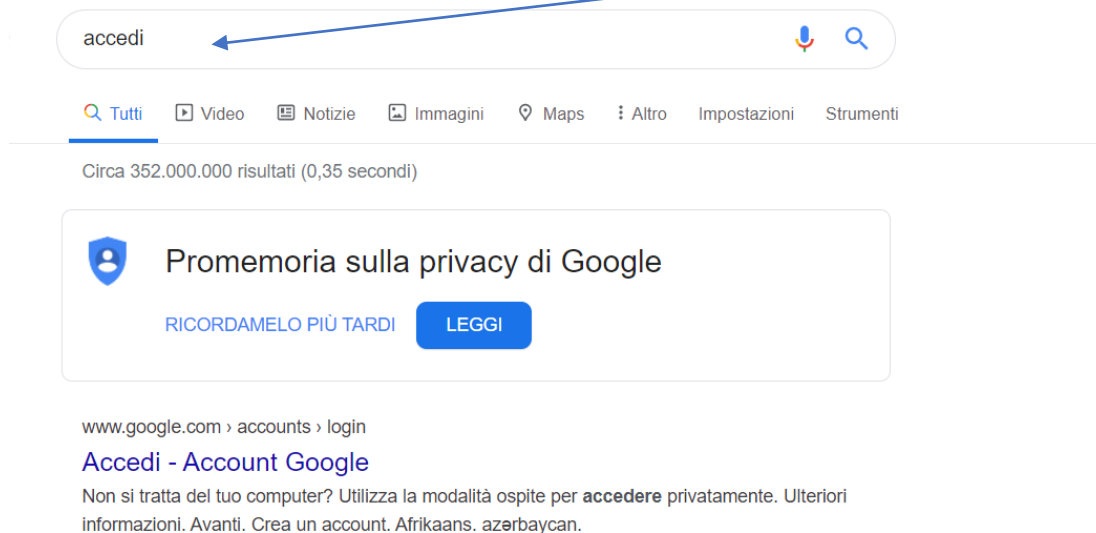 accedi
Tutti Video Notizie Immagini Maps Altro Impostazioni Strumenti
Circa 352.000.000 risultati (0,35 secondi)
Promemoria sulla privacy di Google
RICORDAMELO PIÙ TARDI LEGGI
www.google.com › accounts › login
Accedi - Account Google
Non si tratta del tuo computer? Utilizza la modalità ospite per accedere privatamente. Ulteriori
informazioni. Avanti. Crea un account. Afrikaans. azərbaycan.